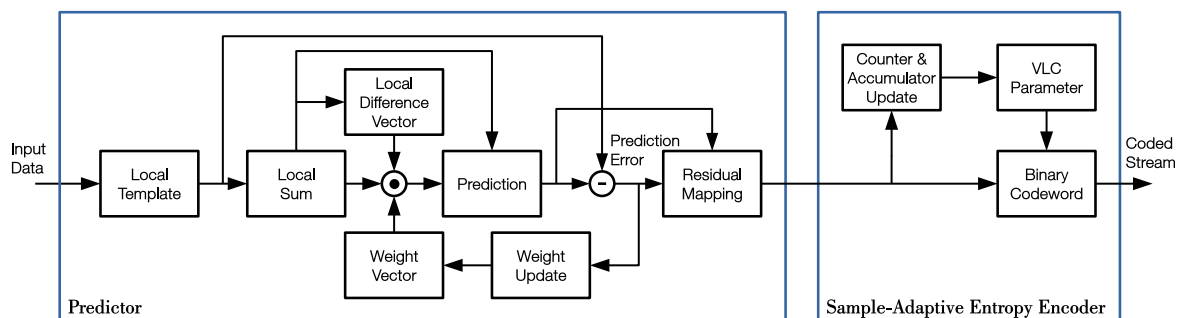 Input
Data
Local
Template
Local
Sum
Local
Difference
Vector
Prediction
Prediction
Error
Residual
Mapping
Weight
Vector
Weight
Update
Predictor
Counter &
Accumulator
Update
VLC
Parameter
Binary
Codeword
Coded
Stream
Sample-Adaptive Entropy Encoder